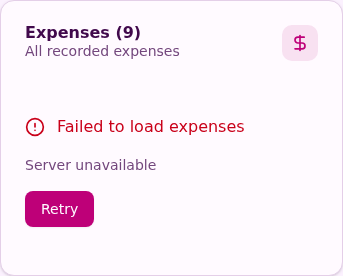 Expenses (9)
All recorded expenses
$
Failed to load expenses
Server unavailable
Retry